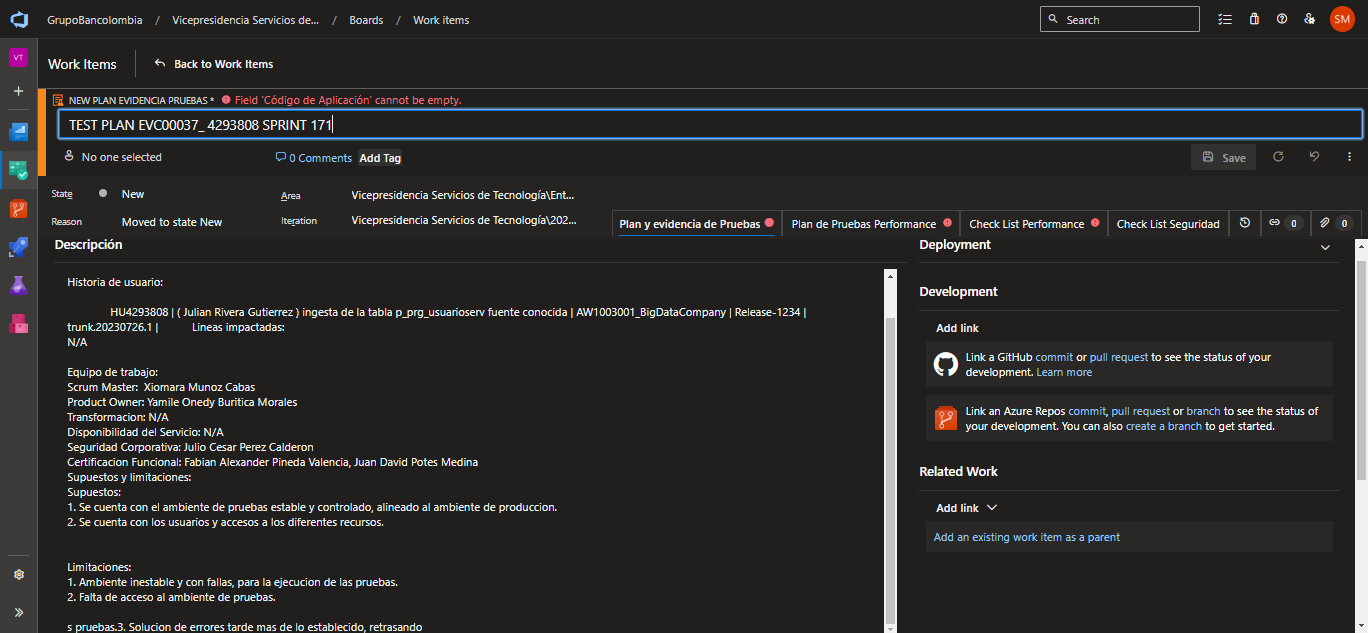 GrupoBancolombia / Vicepresidencia Servicios de... / Boards / Work items
Search
SM
VT
Work Items
Back to Work Items
NEW PLAN EVIDENCIA PRUEBAS * Field 'Código de Aplicación' cannot be empty.
TEST PLAN EVC00037_ 4293808 SPRINT 171
No one selected
0 Comments
Add Tag
Save
State
New
Area
Vicepresidencia Servicios de Tecnología\Ent...
Reason
Moved to state New
Iteration
Vicepresidencia Servicios de Tecnología\202...
Plan y evidencia de Pruebas
Plan de Pruebas Performance
Check List Performance
Check List Seguridad
0
0
Descripción
Historia de usuario:
HU4293808 | ( Julian Rivera Gutierrez ) ingesta de la tabla p_prg_usuarioserv fuente conocida | AW1003001_BigDataCompany | Release-1234 |
trunk.20230726.1 | Lineas impactadas:
N/A
Equipo de trabajo:
Scrum Master: Xiomara Munoz Cabas
Product Owner: Yamile Onedy Buritica Morales
Transformacion: N/A
Disponibilidad del Servicio: N/A
Seguridad Corporativa: Julio Cesar Perez Calderon
Certificacion Funcional: Fabian Alexander Pineda Valencia, Juan David Potes Medina
Supuestos y limitaciones:
Supuestos:
1. Se cuenta con el ambiente de pruebas estable y controlado, alineado al ambiente de produccion.
2. Se cuenta con los usuarios y accesos a los diferentes recursos.
Limitaciones:
1. Ambiente inestable y con fallas, para la ejecucion de las pruebas.
2. Falta de acceso al ambiente de pruebas.
s pruebas.3. Solucion de errores tarde mas de lo establecido, retrasando
Deployment
Development
Add link
Link a GitHub commit or pull request to see the status of your
development. Learn more
Link an Azure Repos commit, pull request or branch to see the status of
your development. You can also create a branch to get started.
Related Work
Add link
Add an existing work item as a parent